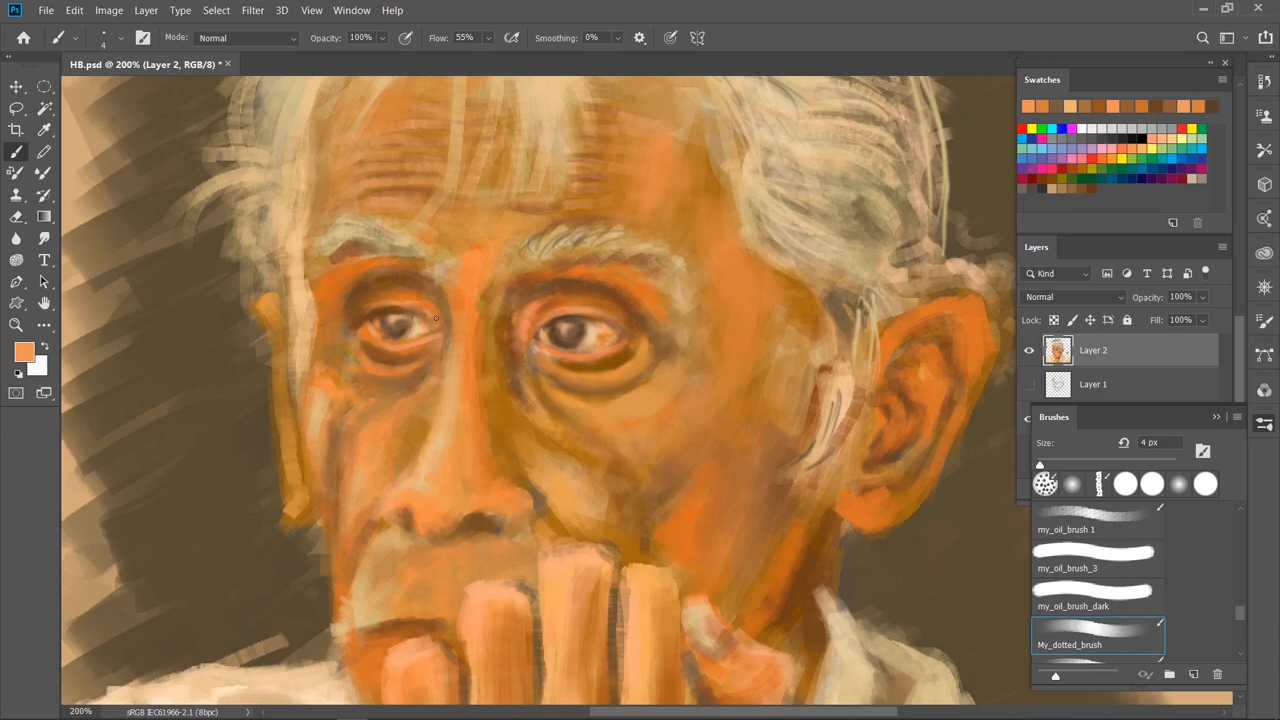 Ps File Edit Image Layer Type Select Filter 3D View Window Help
4 Mode: Normal Opacity: 100% Flow: 55% Smoothing: 0%
HB.psd @ 200% (Layer 2, RGB/8) *
Swatches
Layers
Kind
Normal Opacity: 100%
Lock: Fill: 100%
Layer 2
Layer 1
Brushes
Size: 4 px
my_oil_brush 1
my_oil_brush_3
my_oil_brush_dark
My_dotted_brush
200% sRGB IEC61966-2.1 (8bpc)